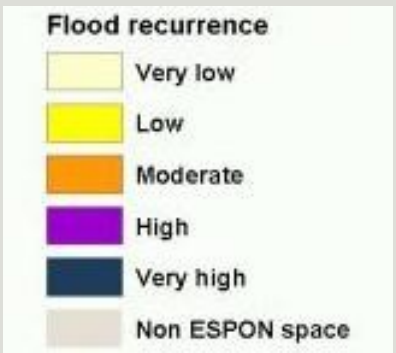 Flood recurrence
Very low
Low
Moderate
High
Very high
Non ESPON space